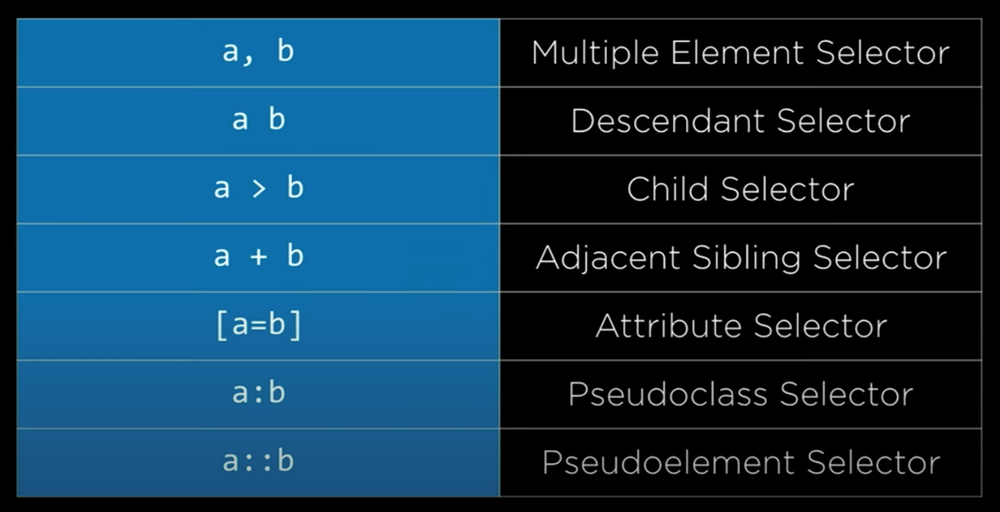 a, b Multiple Element Selector
a b Descendant Selector
a > b Child Selector
a + b Adjacent Sibling Selector
[a=b] Attribute Selector
a:b Pseudoclass Selector
a::b Pseudoelement Selector